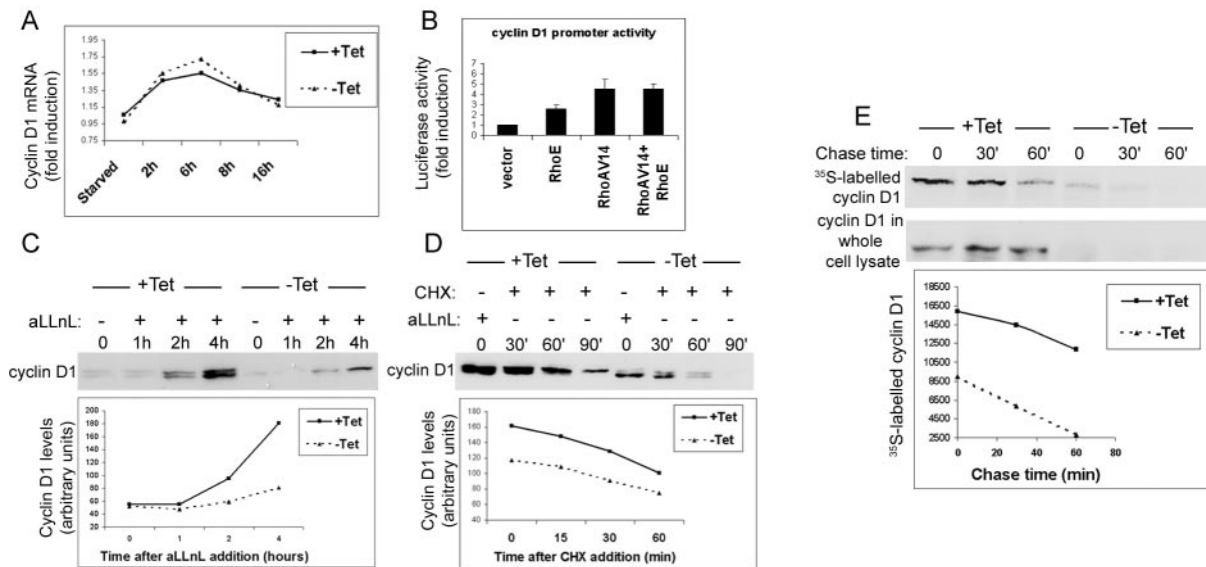 A
Cyclin D1 mRNA
(fold induction)
1.95
1.75
1.55
1.35
1.15
0.95
0.75
Starved
2h
6h
8h
16h
+Tet
-Tet
B
cyclin D1 promoter activity
Luciferase activity
(fold induction)
7
6
5
4
3
2
1
0
vector
RhoE
RhoAV14
RhoAV14+
RhoE
C
+Tet
-Tet
aLLnL: - + + + - + + +
0 1h 2h 4h 0 1h 2h 4h
cyclin D1
Cyclin D1 levels
(arbitrary units)
200
180
160
140
120
100
80
60
40
20
0 1 2 4
Time after aLLnL addition (hours)
+Tet
-Tet
D
+Tet
-Tet
CHX: - + + + - + + +
aLLnL: + - - - + - - -
0 30' 60' 90' 0 30' 60' 90'
cyclin D1
Cyclin D1 levels
(arbitrary units)
180
160
140
120
100
80
60
40
0 15 30 60
Time after CHX addition (min)
+Tet
-Tet
E
+Tet
-Tet
Chase time: 0 30' 60' 0 30' 60'
35S-labelled
cyclin D1
cyclin D1 in
whole
cell lysate
35S-labelled cyclin D1
18500
16500
14500
12500
10500
8500
6500
4500
2500
0 20 40 60 80
Chase time (min)
+Tet
-Tet